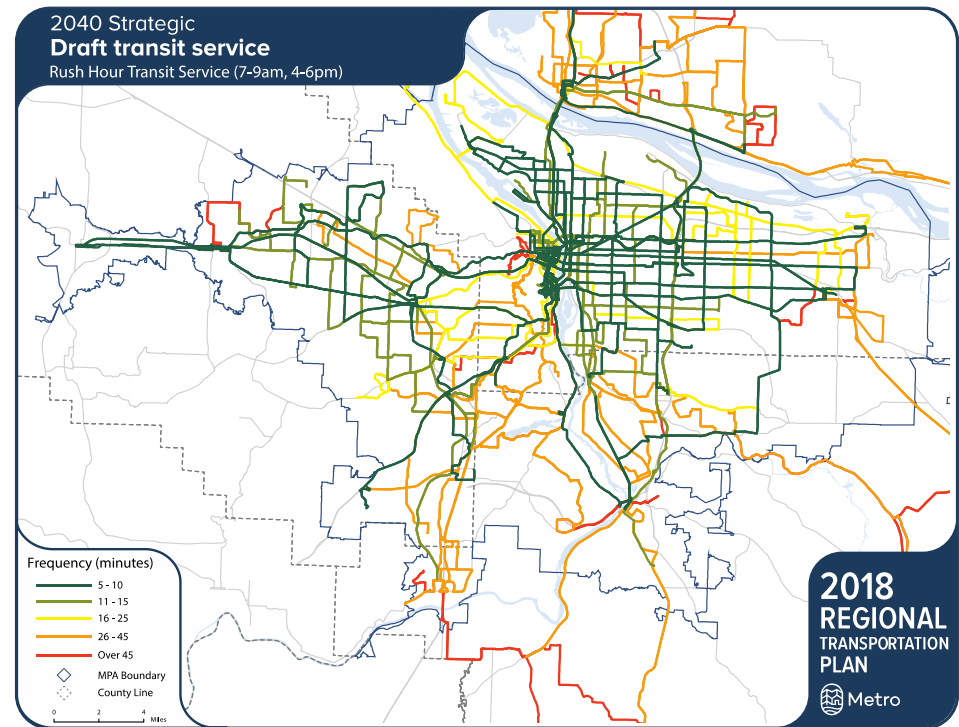 2040 Strategic
Draft transit service
Rush Hour Transit Service (7-9am, 4-6pm)
Frequency (minutes)
5 - 10
11 - 15
16 - 25
26 - 45
Over 45
MPA Boundary
County Line
0 2 4
Miles
2018
REGIONAL
TRANSPORTATION
PLAN
Metro